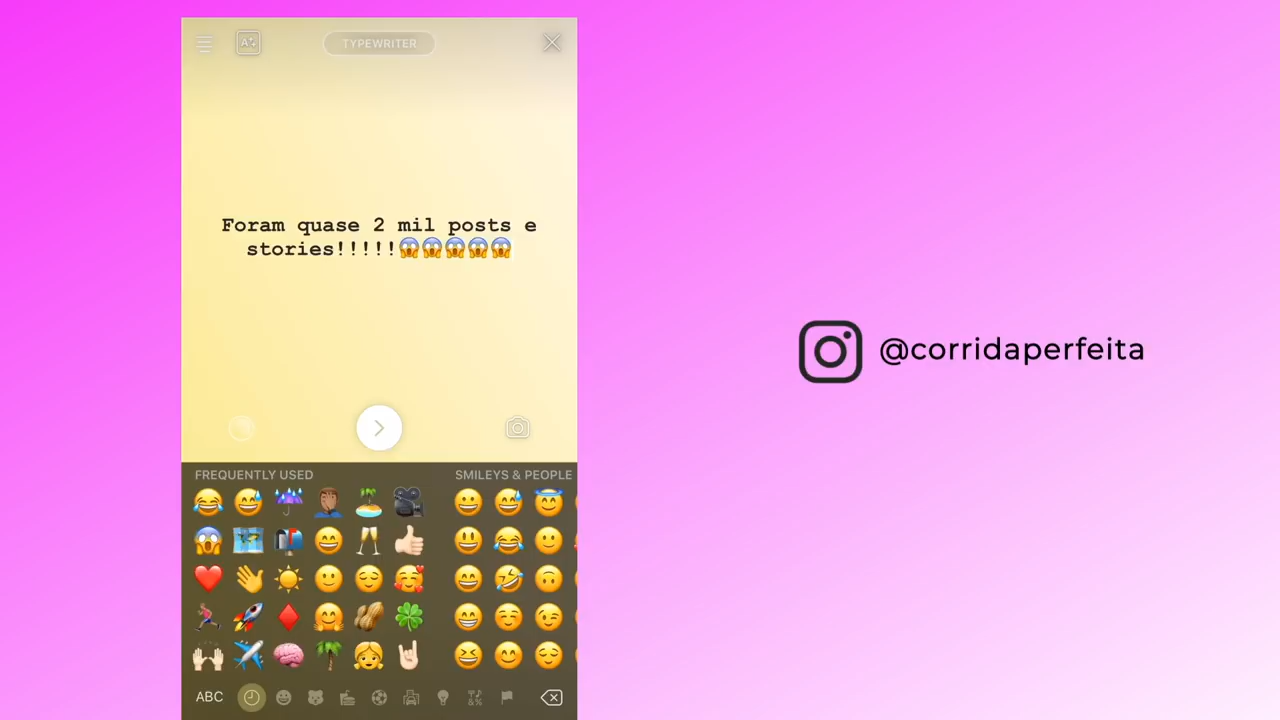 TYPEWRITER
Foram quase 2 mil posts e
stories!!!!!😱😱😱😱😱
@corridaperfeita
FREQUENTLY USED
SMILEYS & PEOPLE
ABC